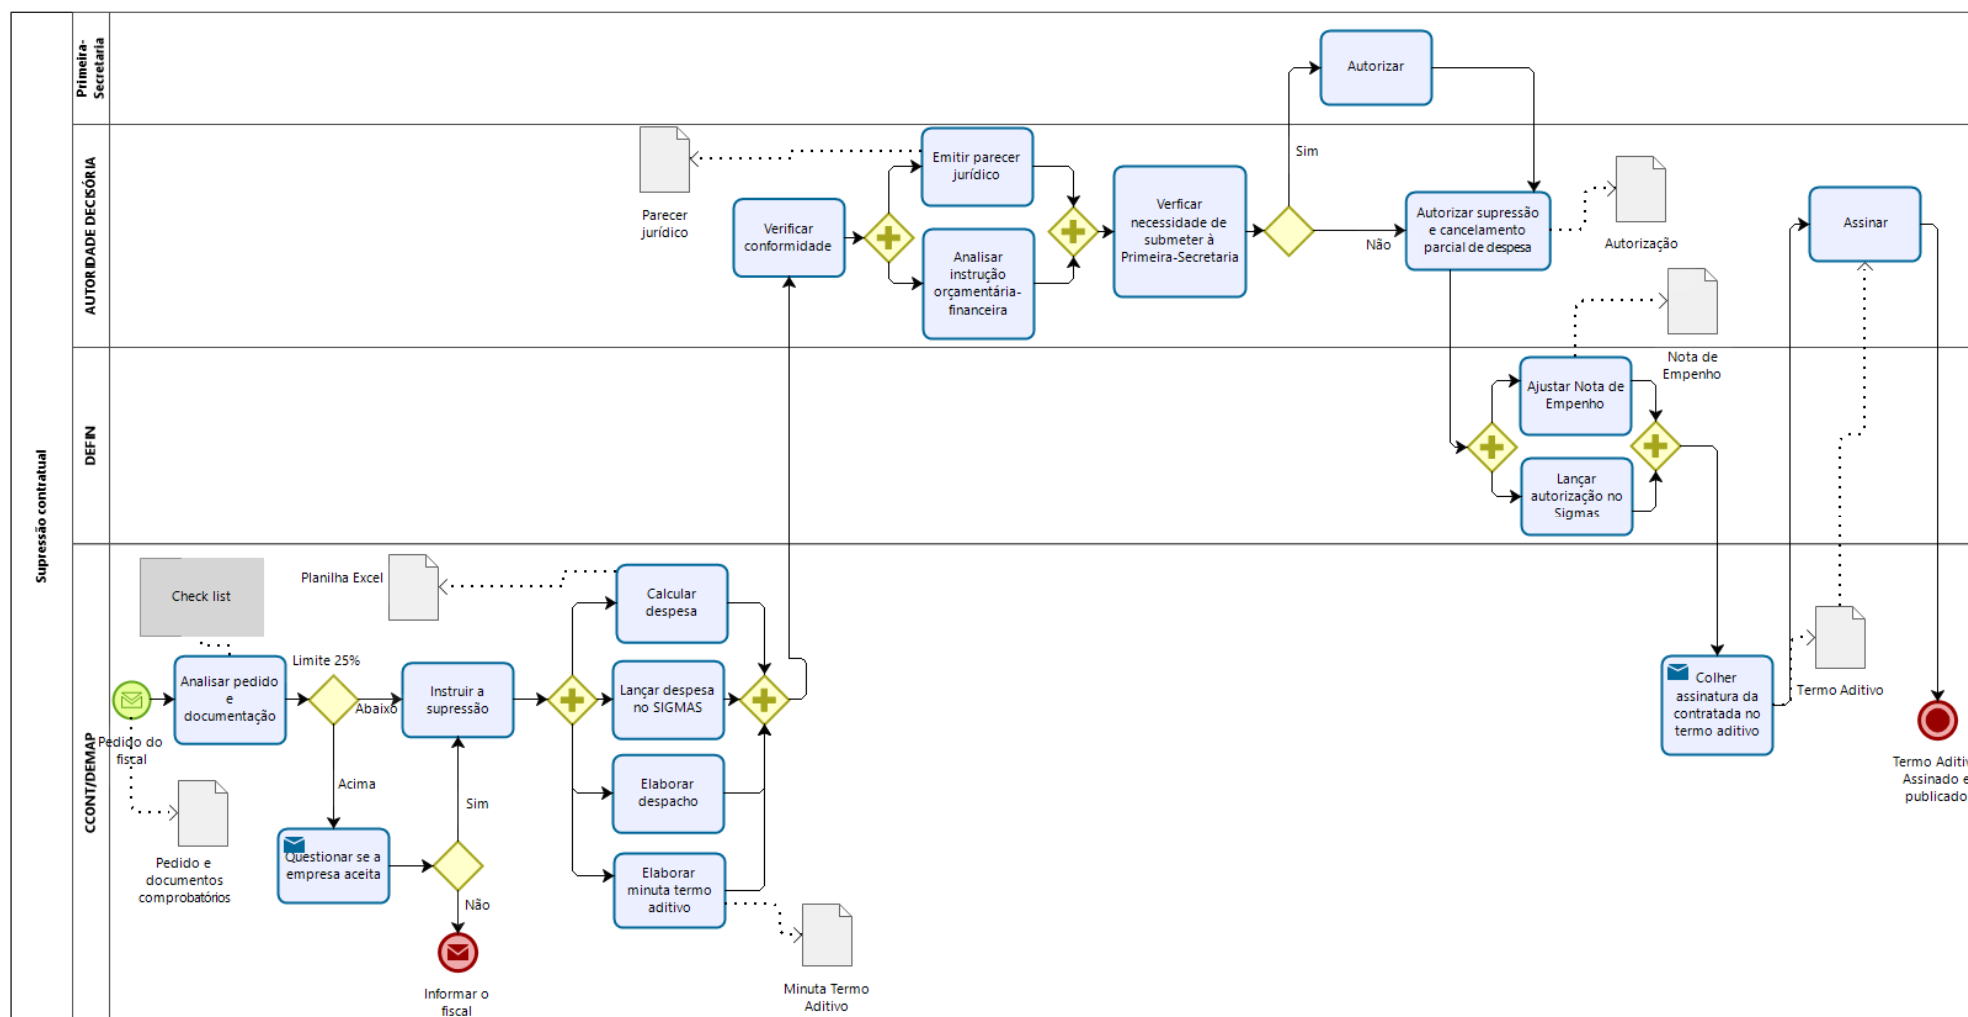 Supressão contratual
Primeira-
Secretaria
Autorizar
AUTORIDADE DECISÓRIA
Parecer
jurídico
Verificar
conformidade
Emitir parecer
jurídico
Analisar
instrução
orçamentária-
financeira
Verficar
necessidade de
submeter à
Primeira-Secretaria
Sim
Não
Autorizar supressão
e cancelamento
parcial de despesa
Autorização
Assinar
Nota de
Empenho
DEFIN
Ajustar Nota de
Empenho
Lançar
autorização no
Sigmas
CCONT/DEMAP
Check list
Planilha Excel
Pedido do
fiscal
Analisar pedido
e
documentação
Limite 25%
Abaixo
Acima
Pedido e
documentos
comprobatórios
Questionar se a
empresa aceita
Sim
Não
Informar o
fiscal
Instruir a
supressão
Calcular
despesa
Lançar despesa
no SIGMAS
Elaborar
despacho
Elaborar
minuta termo
aditivo
Minuta Termo
Aditivo
Colher
assinatura da
contratada no
termo aditivo
Termo Aditivo
Termo Aditiv
Assinado e
publicado